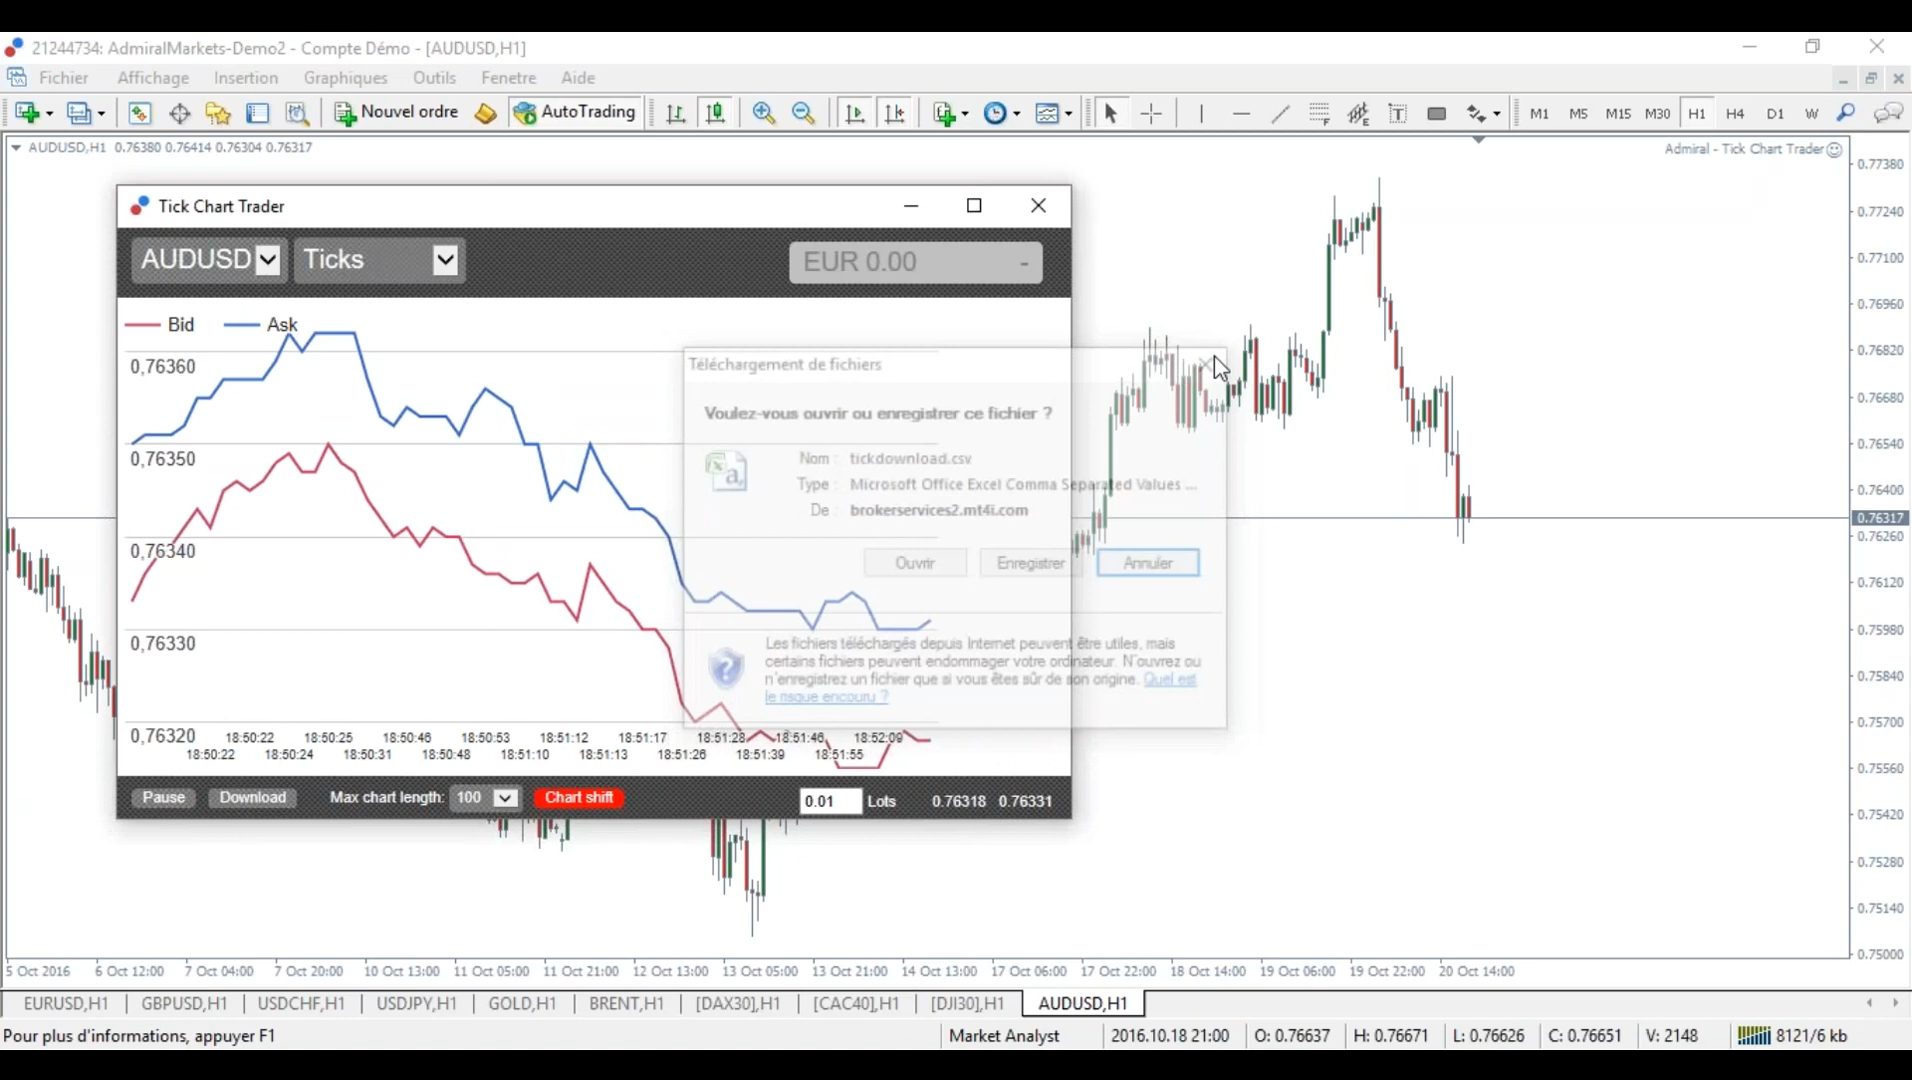 21244734: AdmiralMarkets-Demo2 - Compte Démo - [AUDUSD,H1]
Fichier Affichage Insertion Graphiques Outils Fenetre Aide
Nouvel ordre AutoTrading M1 M5 M15 M30 H1 H4 D1 W
AUDUSD,H1 0.76380 0.76414 0.76304 0.76317
Admiral - Tick Chart Trader
0.77380
0.77240
0.77100
0.76960
0.76820
0.76680
0.76540
0.76400
0.76317
0.76260
0.76120
0.75980
0.75840
0.75700
0.75560
0.75420
0.75280
0.75140
0.75000
Tick Chart Trader
AUDUSD Ticks EUR 0.00 -
Bid Ask
0,76360
0,76350
0,76340
0,76330
0,76320
18:50:22 18:50:25 18:50:46 18:50:53 18:51:12 18:51:17 18:51:28 18:51:46 18:52:09
18:50:22 18:50:24 18:50:31 18:50:48 18:51:10 18:51:13 18:51:26 18:51:39 18:51:55
Pause Download Max chart length: 100 Chart shift 0.01 Lots 0.76318 0.76331
Téléchargement de fichiers
Voulez-vous ouvrir ou enregistrer ce fichier ?
Nom : tickdownload.csv
Type : Microsoft Office Excel Comma Separated Values ...
De : brokerservices2.mt4i.com
Ouvrir Enregistrer Annuler
Les fichiers téléchargés depuis Internet peuvent être utiles, mais
certains fichiers peuvent endommager votre ordinateur. N'ouvrez ou
n'enregistrez un fichier que si vous êtes sûr de son origine. Quel est
le risque encouru ?
5 Oct 2016 6 Oct 12:00 7 Oct 04:00 7 Oct 20:00 10 Oct 13:00 11 Oct 05:00 11 Oct 21:00 12 Oct 13:00 13 Oct 05:00 13 Oct 21:00 14 Oct 13:00 17 Oct 06:00 17 Oct 22:00 18 Oct 14:00 19 Oct 06:00 19 Oct 22:00 20 Oct 14:00
EURUSD,H1 GBPUSD,H1 USDCHF,H1 USDJPY,H1 GOLD,H1 BRENT,H1 [DAX30],H1 [CAC40],H1 [DJI30],H1 AUDUSD,H1
Pour plus d'informations, appuyer F1 Market Analyst 2016.10.18 21:00 O: 0.76637 H: 0.76671 L: 0.76626 C: 0.76651 V: 2148 8121/6 kb